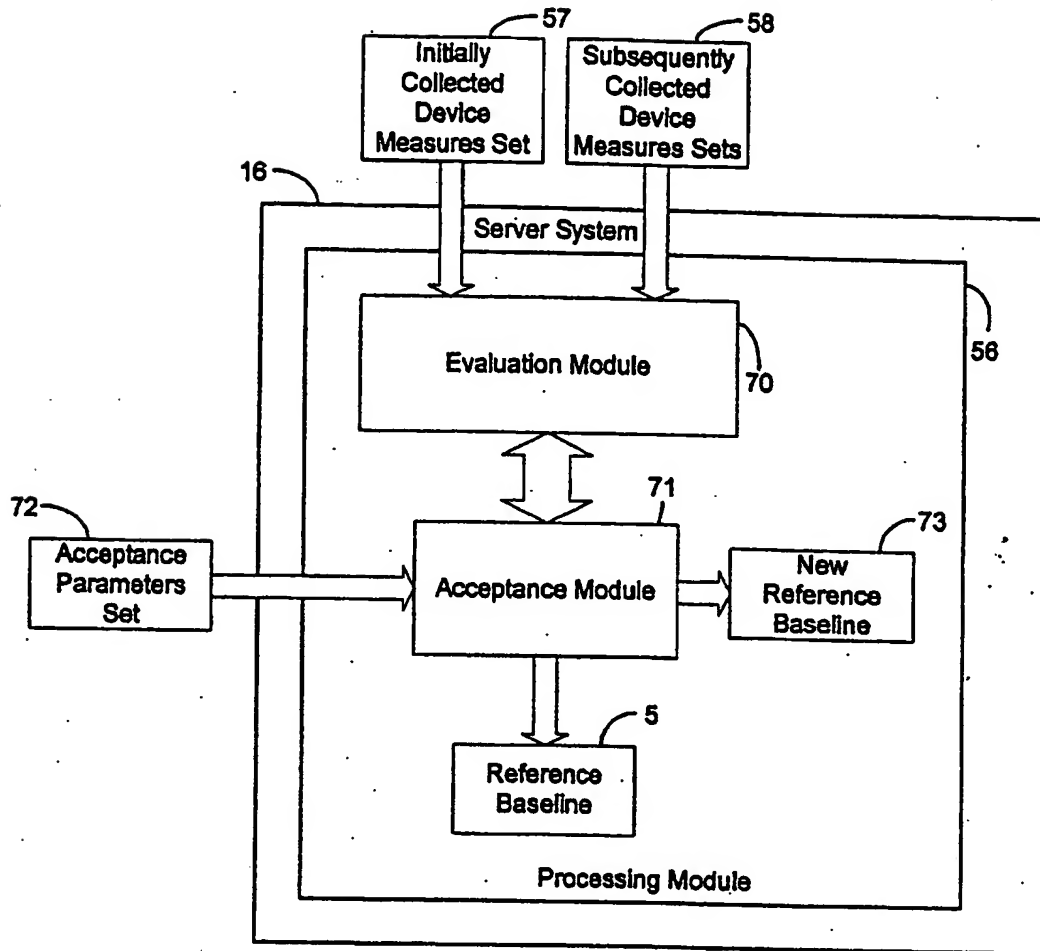 57
58
Initially
Collected
Device
Measures Set
Subsequently
Collected
Device
Measures Sets
16
Server System
56
Evaluation Module
70
72
71
73
Acceptance
Parameters
Set
Acceptance Module
New
Reference
Baseline
5
Reference
Baseline
Processing Module